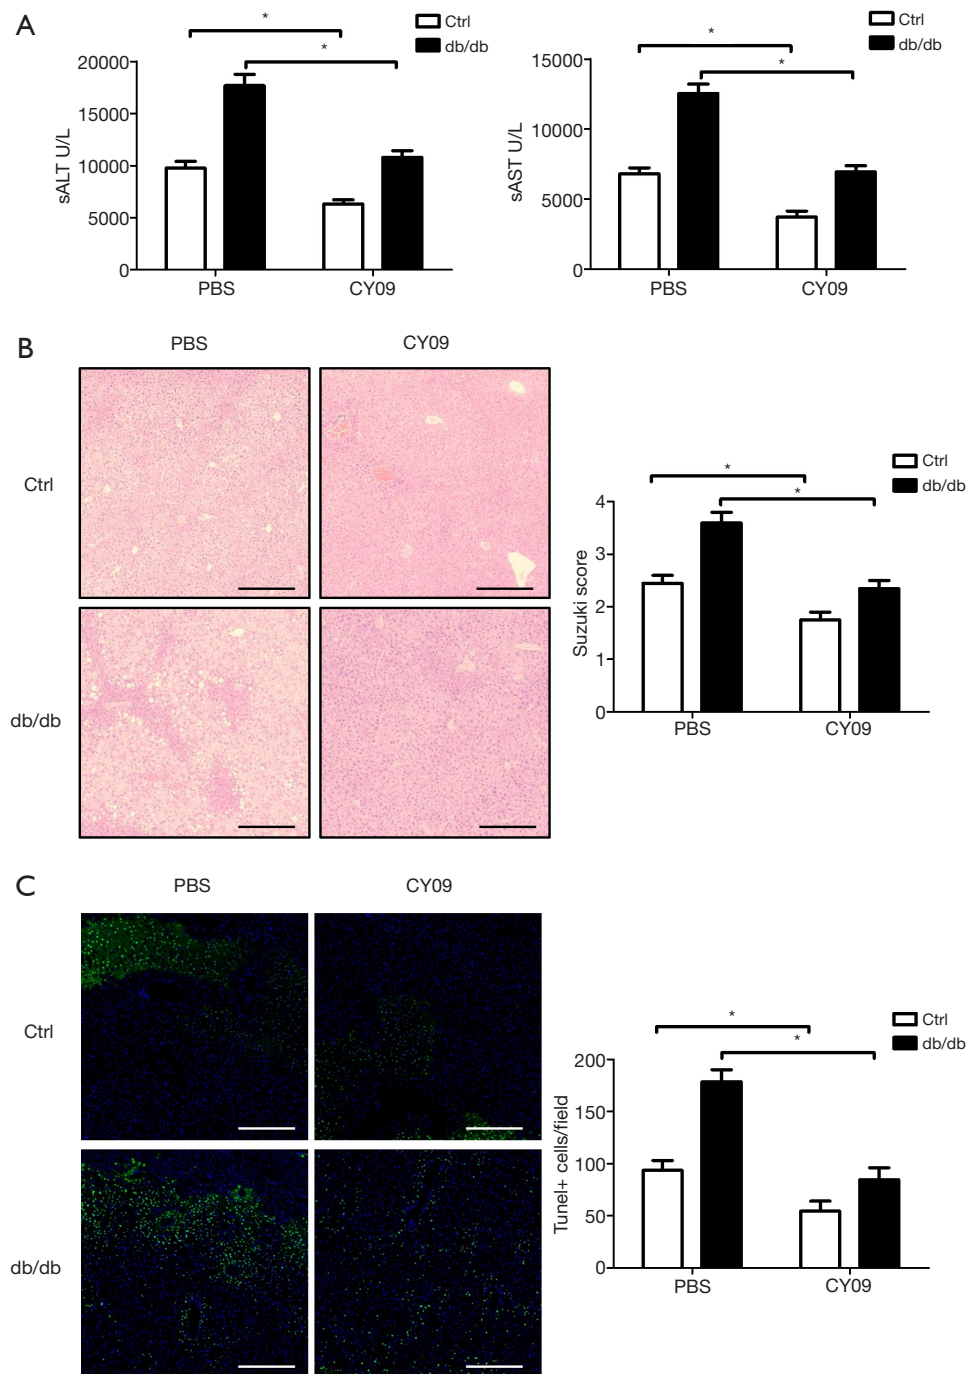 A
*
*
Ctrl
db/db
sALT U/L
20000
15000
10000
5000
0
PBS
CY09
*
*
Ctrl
db/db
sAST U/L
15000
10000
5000
0
PBS
CY09
B
PBS
CY09
Ctrl
db/db
*
*
Ctrl
db/db
Suzuki score
4
3
2
1
0
PBS
CY09
C
PBS
CY09
Ctrl
db/db
*
*
Ctrl
db/db
Tunel+ cells/field
200
150
100
50
0
PBS
CY09